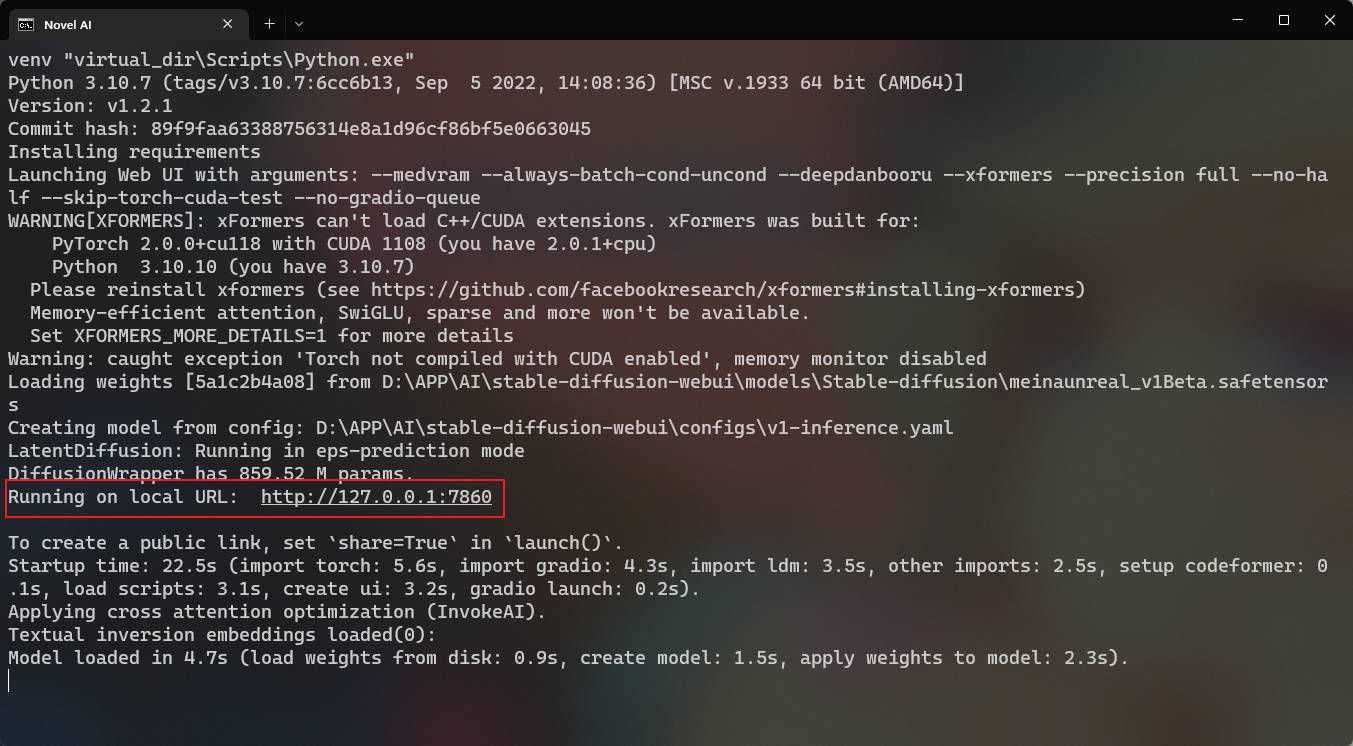 Novel AI
venv "virtual_dir\Scripts\Python.exe"
Python 3.10.7 (tags/v3.10.7:6cc6b13, Sep  5 2022, 14:08:36) [MSC v.1933 64 bit (AMD64)]
Version: v1.2.1
Commit hash: 89f9faa63388756314e8a1d96cf86bf5e0663045
Installing requirements
Launching Web UI with arguments: --medvram --always-batch-cond-uncond --deepdanbooru --xformers --precision full --no-ha
lf --skip-torch-cuda-test --no-gradio-queue
WARNING[XFORMERS]: xFormers can't load C++/CUDA extensions. xFormers was built for:
    PyTorch 2.0.0+cu118 with CUDA 1108 (you have 2.0.1+cpu)
    Python  3.10.10 (you have 3.10.7)
  Please reinstall xformers (see https://github.com/facebookresearch/xformers#installing-xformers)
  Memory-efficient attention, SwiGLU, sparse and more won't be available.
  Set XFORMERS_MORE_DETAILS=1 for more details
Warning: caught exception 'Torch not compiled with CUDA enabled', memory monitor disabled
Loading weights [5a1c2b4a08] from D:\APP\AI\stable-diffusion-webui\models\Stable-diffusion\meinaunreal_v1Beta.safetensor
s
Creating model from config: D:\APP\AI\stable-diffusion-webui\configs\v1-inference.yaml
LatentDiffusion: Running in eps-prediction mode
DiffusionWrapper has 859.52 M params.
Running on local URL:  http://127.0.0.1:7860
To create a public link, set `share=True` in `launch()`.
Startup time: 22.5s (import torch: 5.6s, import gradio: 4.3s, import ldm: 3.5s, other imports: 2.5s, setup codeformer: 0
.1s, load scripts: 3.1s, create ui: 3.2s, gradio launch: 0.2s).
Applying cross attention optimization (InvokeAI).
Textual inversion embeddings loaded(0):
Model loaded in 4.7s (load weights from disk: 0.9s, create model: 1.5s, apply weights to model: 2.3s).